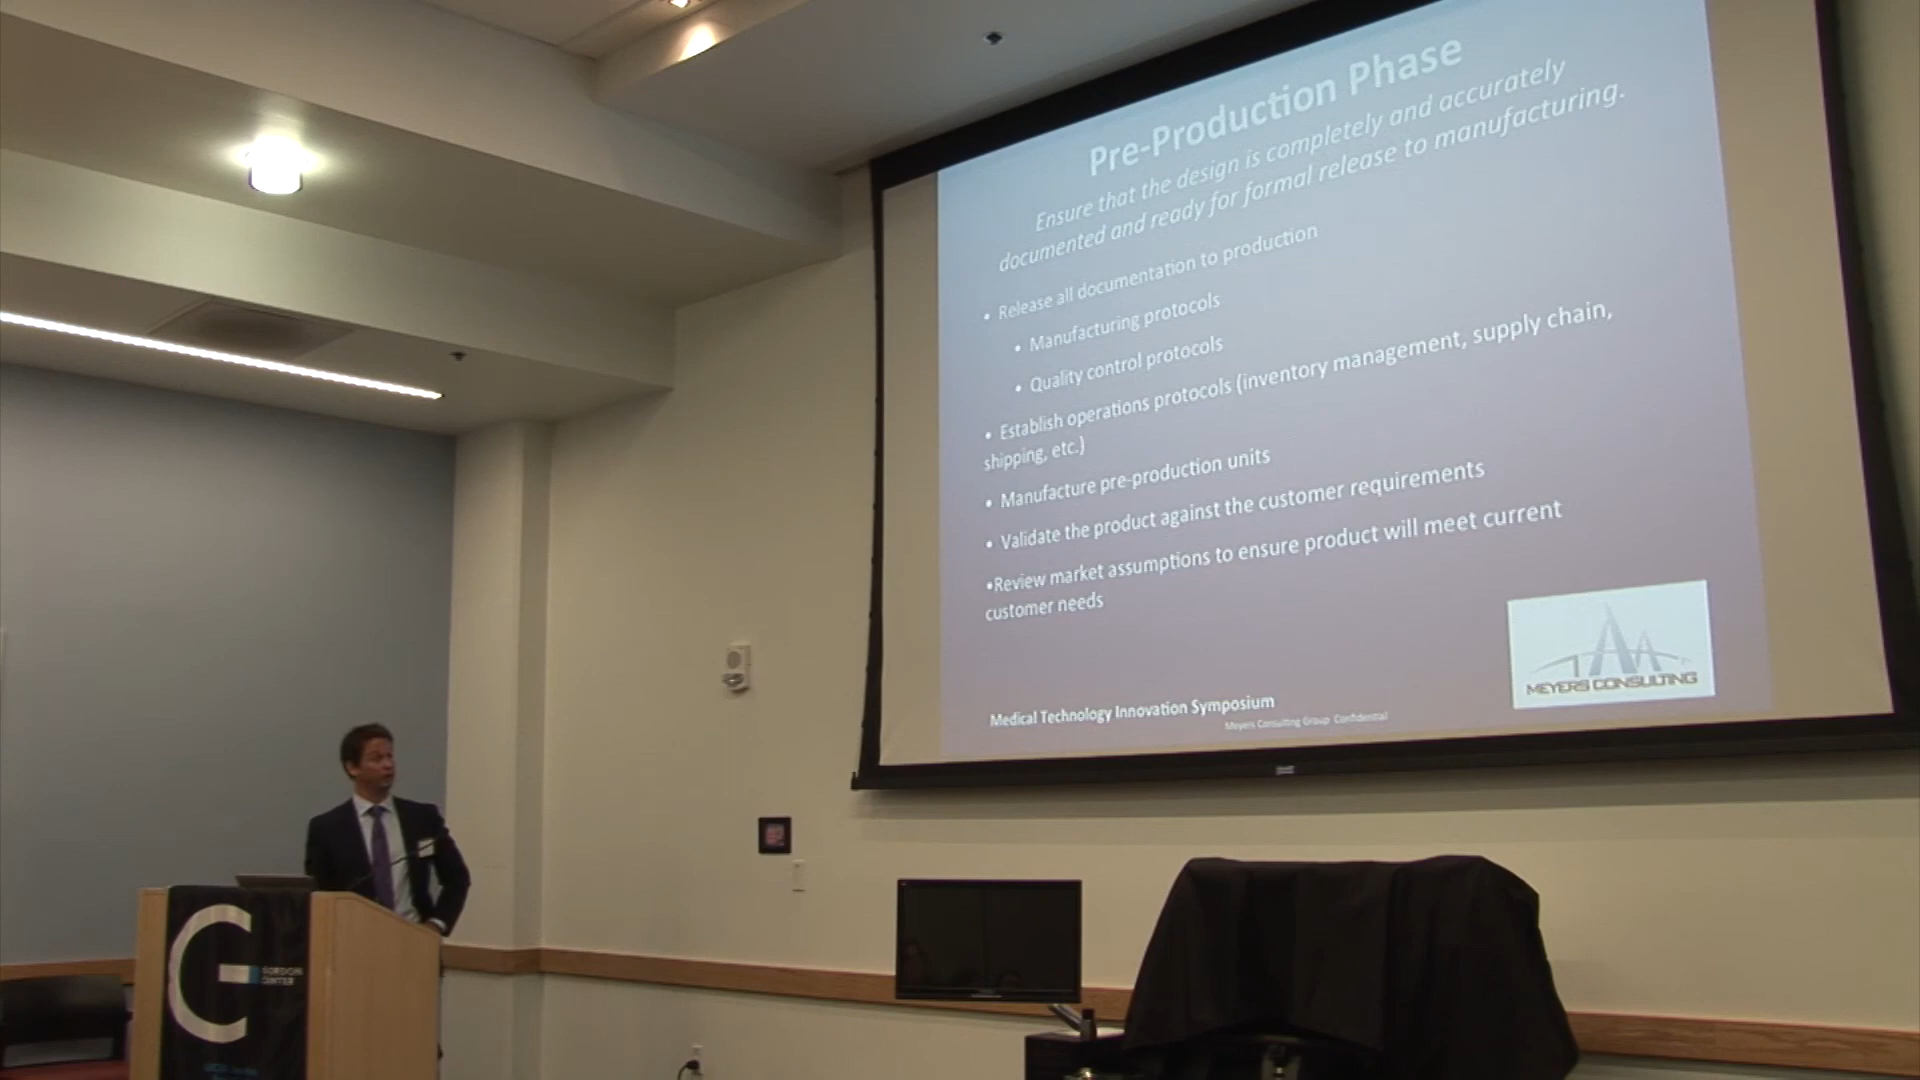 Pre-Production Phase
Ensure that the design is completely and accurately
documented and ready for formal release to manufacturing.
• Release all documentation to production
• Manufacturing protocols
• Quality control protocols
• Establish operations protocols (inventory management, supply chain,
shipping, etc.)
• Manufacture pre-production units
• Validate the product against the customer requirements
•Review market assumptions to ensure product will meet current
customer needs
MEYERS CONSULTING
Medical Technology Innovation Symposium
Meyers Consulting Group Confidential
GORDON
CENTER